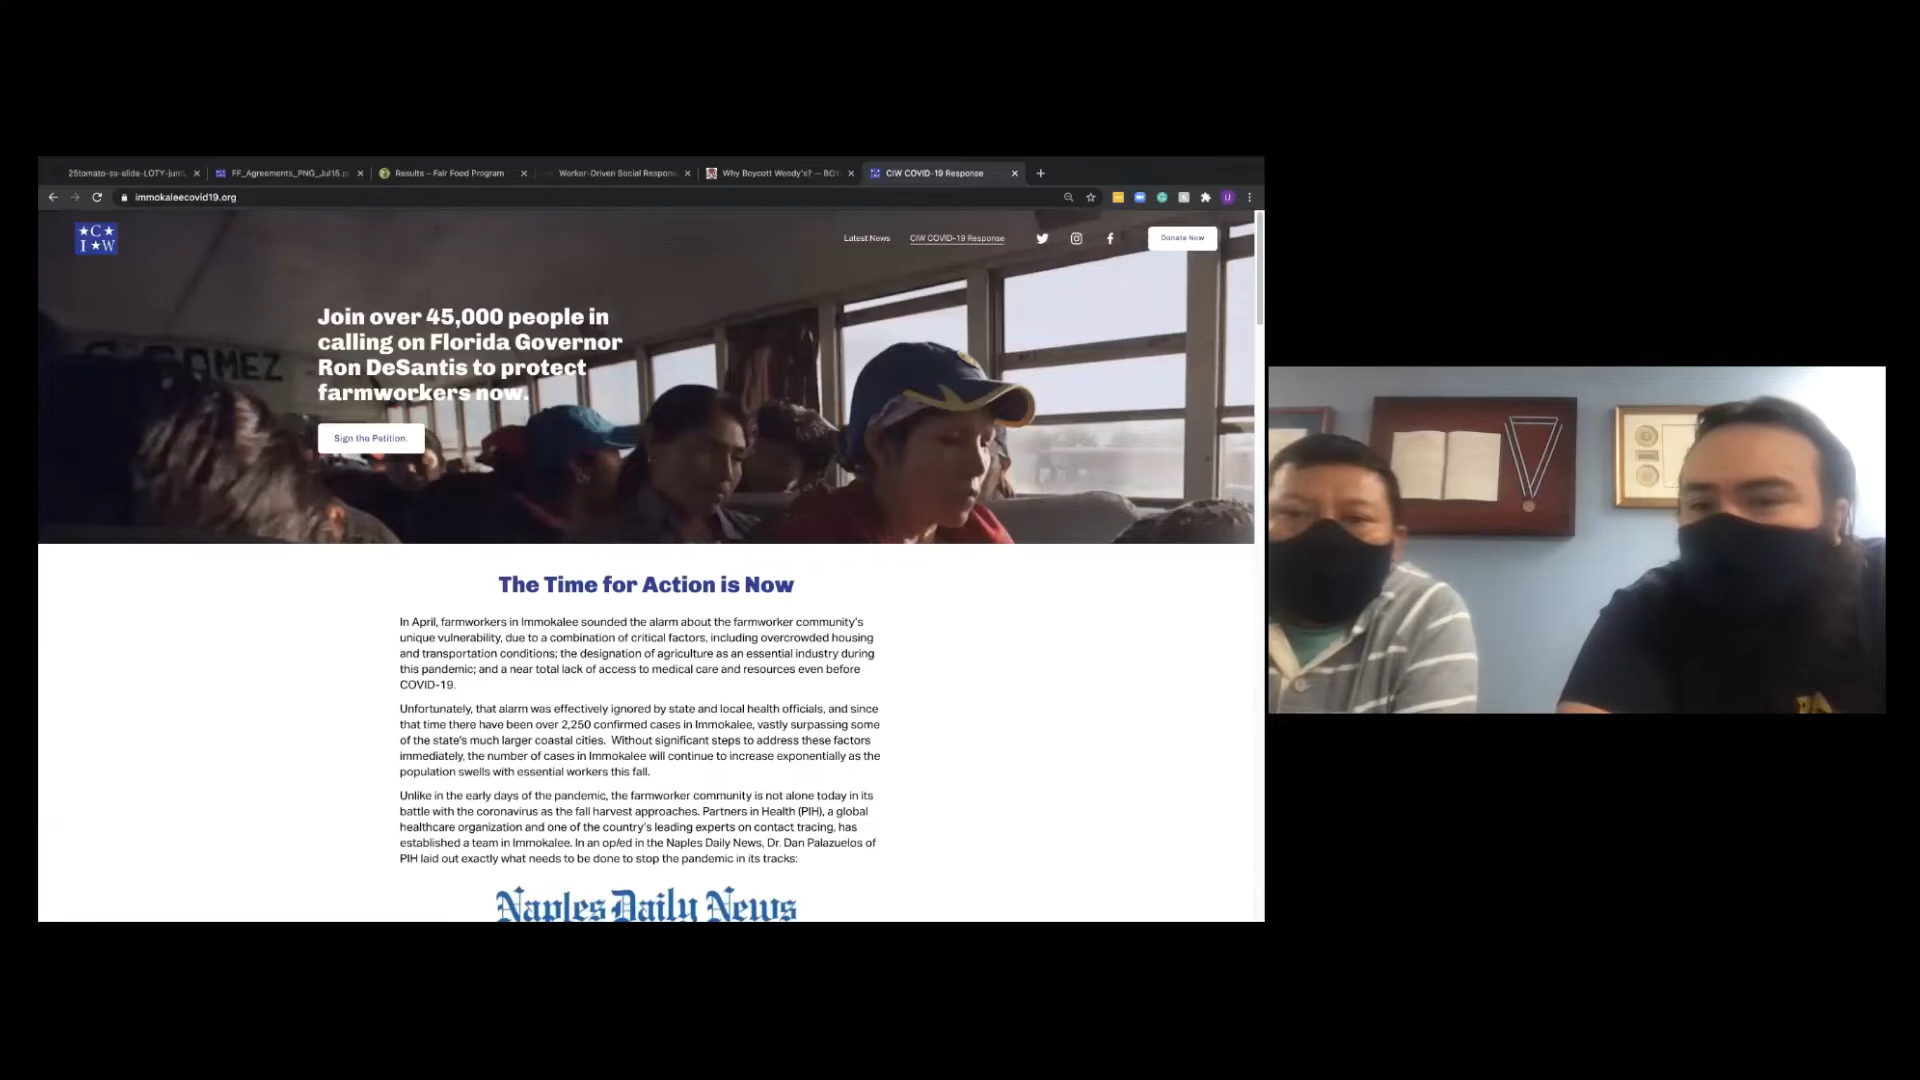 25tomato-ss-slide-LOTY-jumb
FF_Agreements_PNG_Jul15.p
Results – Fair Food Program
Worker-Driven Social Respons
Why Boycott Wendy's? — BOY
CIW COVID-19 Response
immokaleecovid19.org
U
C
I W
Latest News
CIW COVID-19 Response
Donate Now
GOMEZ
Join over 45,000 people in
calling on Florida Governor
Ron DeSantis to protect
farmworkers now.
Sign the Petition.
The Time for Action is Now
In April, farmworkers in Immokalee sounded the alarm about the farmworker community's
unique vulnerability, due to a combination of critical factors, including overcrowded housing
and transportation conditions; the designation of agriculture as an essential industry during
this pandemic; and a near total lack of access to medical care and resources even before
COVID-19.
Unfortunately, that alarm was effectively ignored by state and local health officials, and since
that time there have been over 2,250 confirmed cases in Immokalee, vastly surpassing some
of the state's much larger coastal cities. Without significant steps to address these factors
immediately, the number of cases in Immokalee will continue to increase exponentially as the
population swells with essential workers this fall.
Unlike in the early days of the pandemic, the farmworker community is not alone today in its
battle with the coronavirus as the fall harvest approaches. Partners in Health (PIH), a global
healthcare organization and one of the country's leading experts on contact tracing, has
established a team in Immokalee. In an op/ed in the Naples Daily News, Dr. Dan Palazuelos of
PIH laid out exactly what needs to be done to stop the pandemic in its tracks:
Naples Daily News